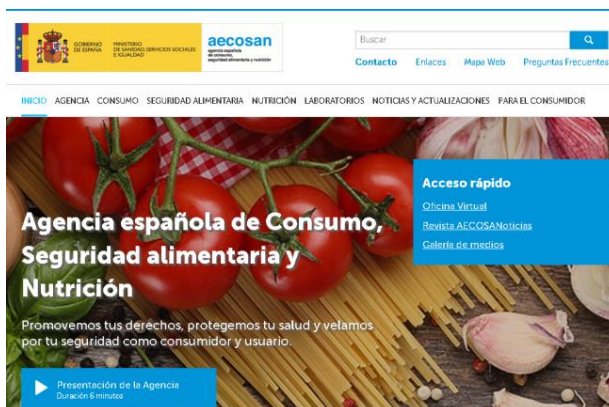 GOBIERNO
DE ESPAÑA
MINISTERIO
DE SANIDAD, SERVICIOS SOCIALES
E IGUALDAD
aecosan
agencia española
de consumo,
seguridad alimentaria y nutrición
Buscar
Contacto Enlaces Mapa Web Preguntas Frecuentes
INICIO AGENCIA CONSUMO SEGURIDAD ALIMENTARIA NUTRICIÓN LABORATORIOS NOTICIAS Y ACTUALIZACIONES PARA EL CONSUMIDOR
Acceso rápido
Oficina Virtual
Revista AECOSANoticias
Galería de medios
Agencia española de Consumo,
Seguridad alimentaria y
Nutrición
Promovemos tus derechos, protegemos tu salud y velamos
por tu seguridad como consumidor y usuario.
Presentación de la Agencia
Duración 6 minutos